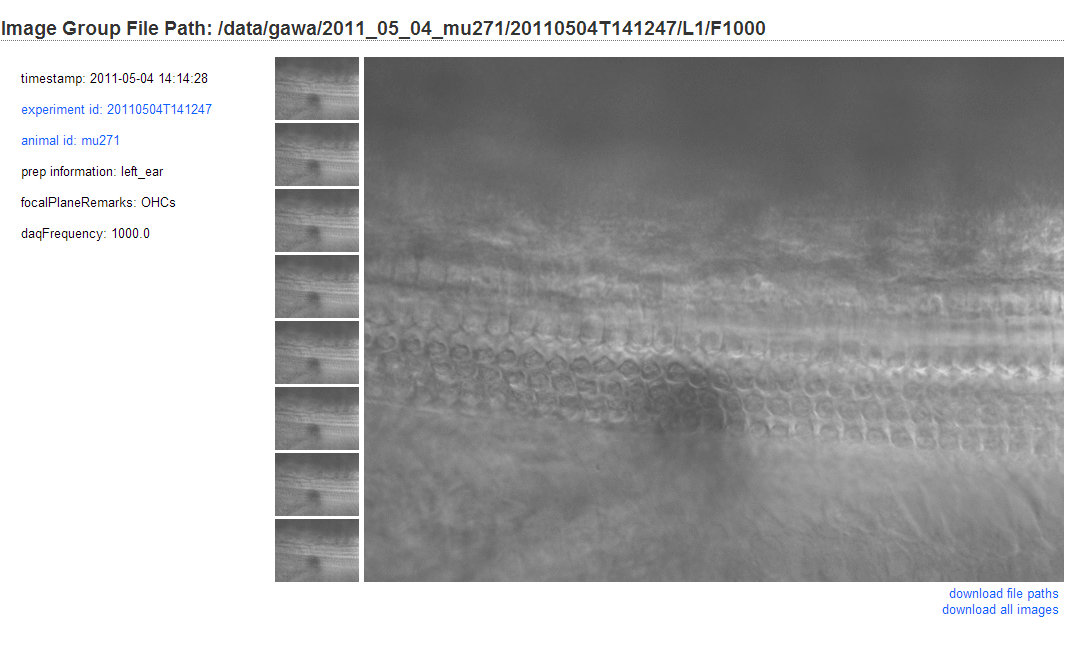 Image Group File Path: /data/gawa/2011_05_04_mu271/20110504T141247/L1/F1000
timestamp: 2011-05-04 14:14:28
experiment id: 20110504T141247
animal id: mu271
prep information: left_ear
focalPlaneRemarks: OHCs
daqFrequency: 1000.0
download file paths
download all images